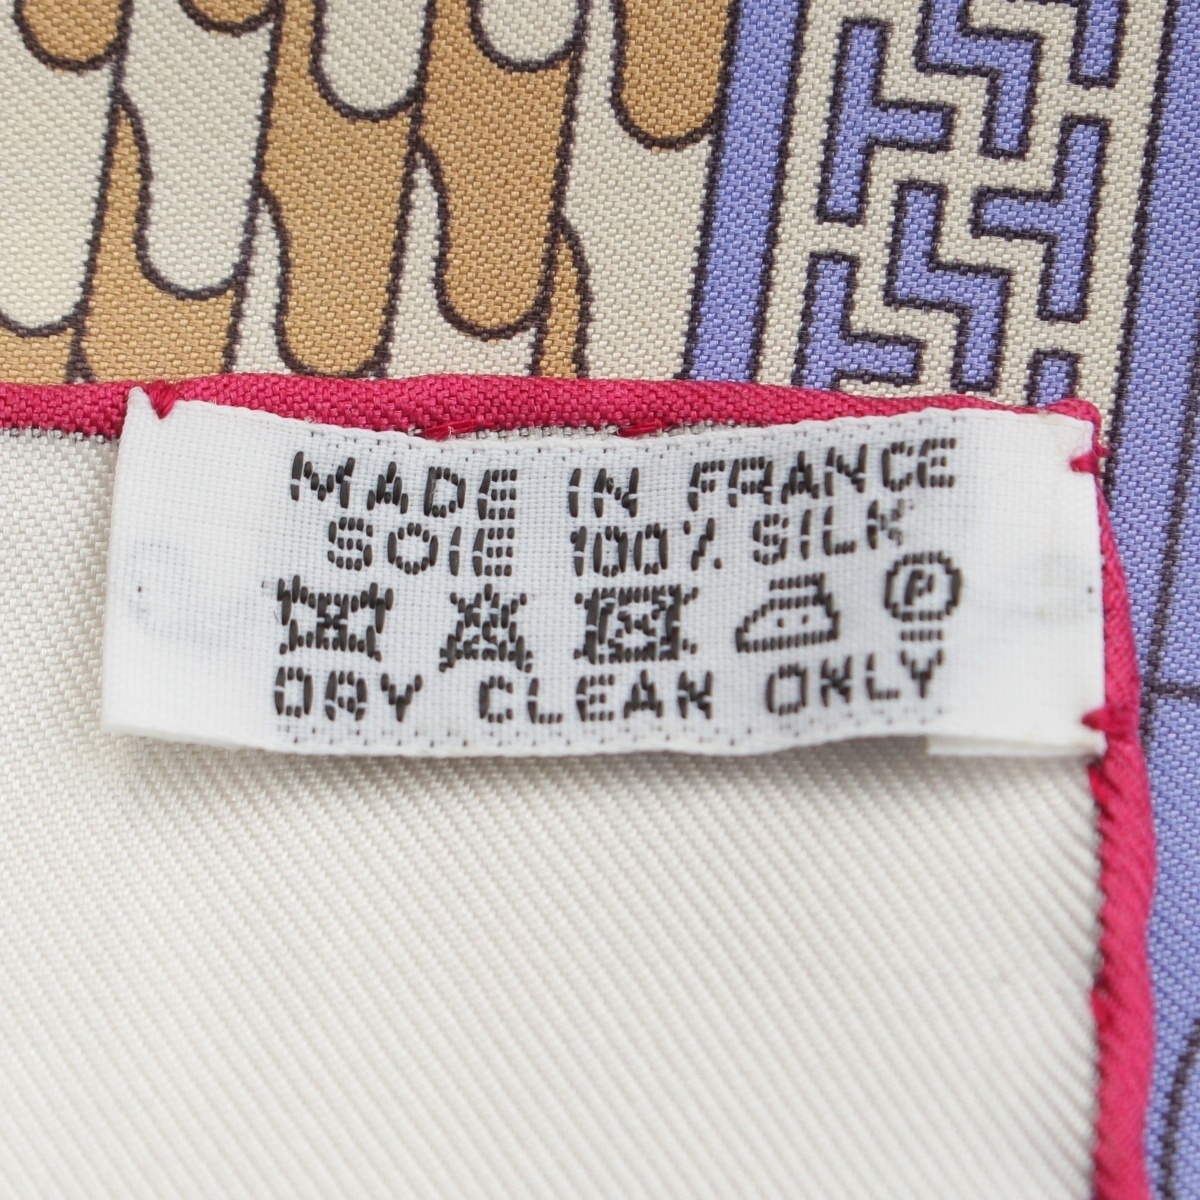 MADE IN FRANCE
SOIE 100% SILK
P
DRY CLEAN ONLY